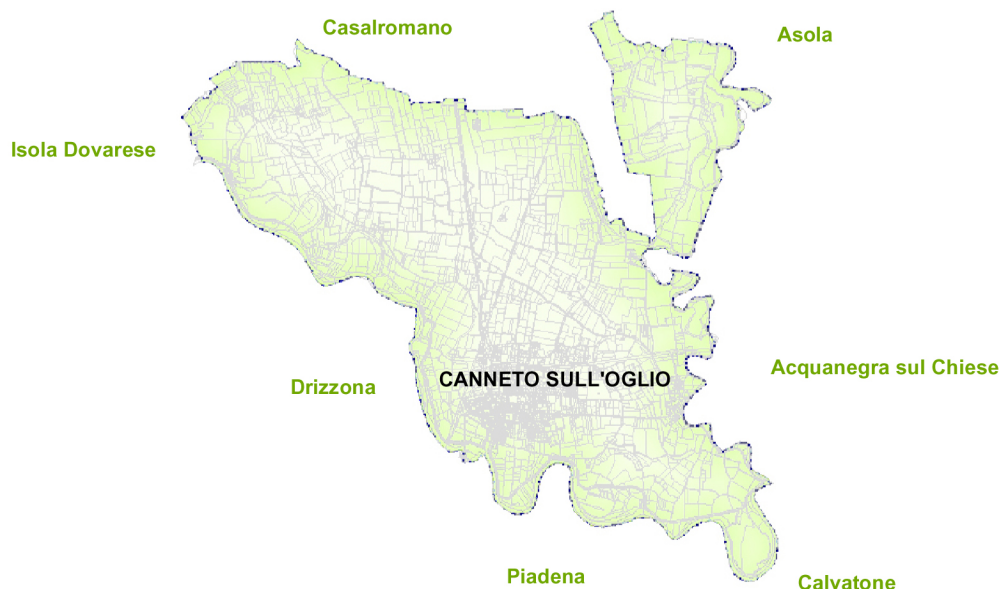 Casalromano
Asola
Isola Dovarese
Acquanegra sul Chiese
CANNETO SULL'OGLIO
Drizzona
Piadena
Calvatone